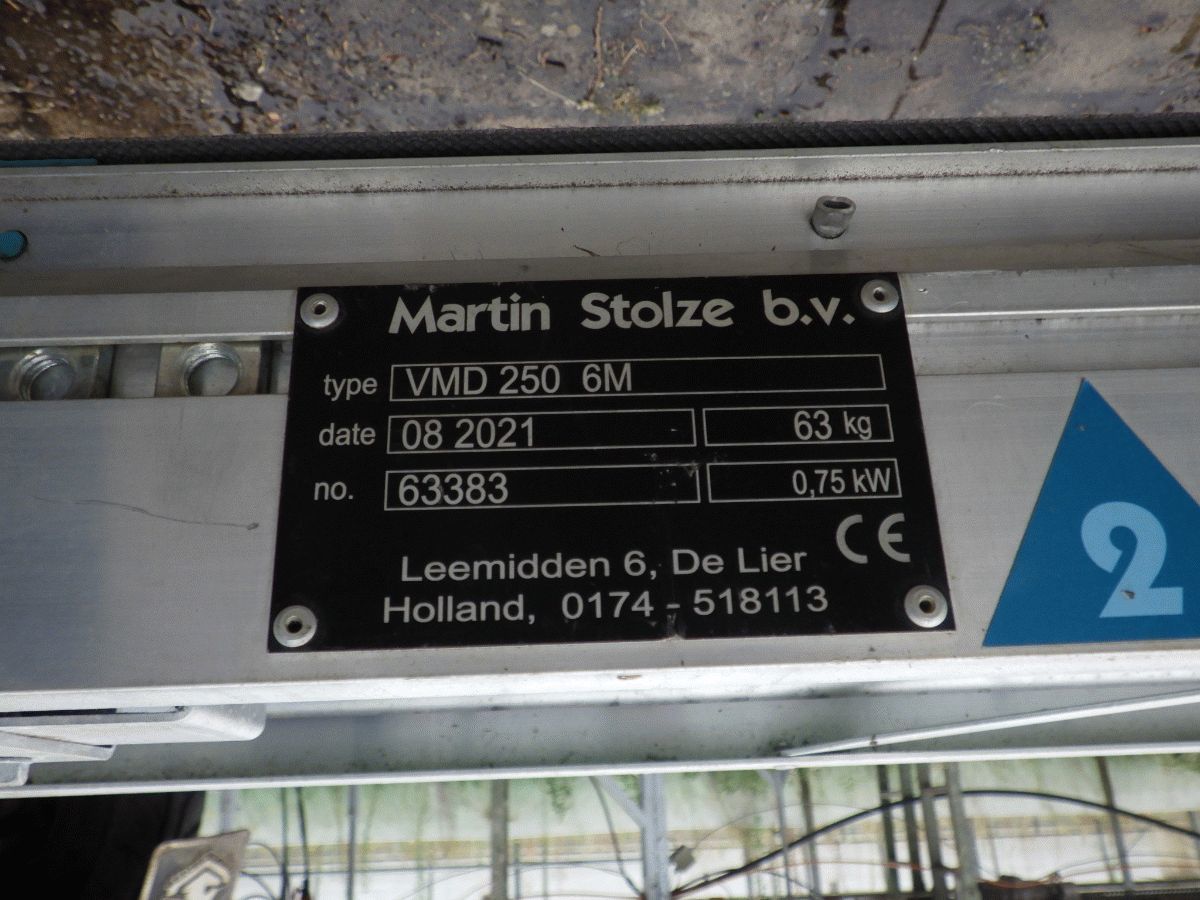 Martin Stolze b.v.
type VMD 250 6M
date 08 2021 63 kg
no. 63383 0,75 kW
CE
Leemidden 6, De Lier
Holland, 0174 - 518113
2